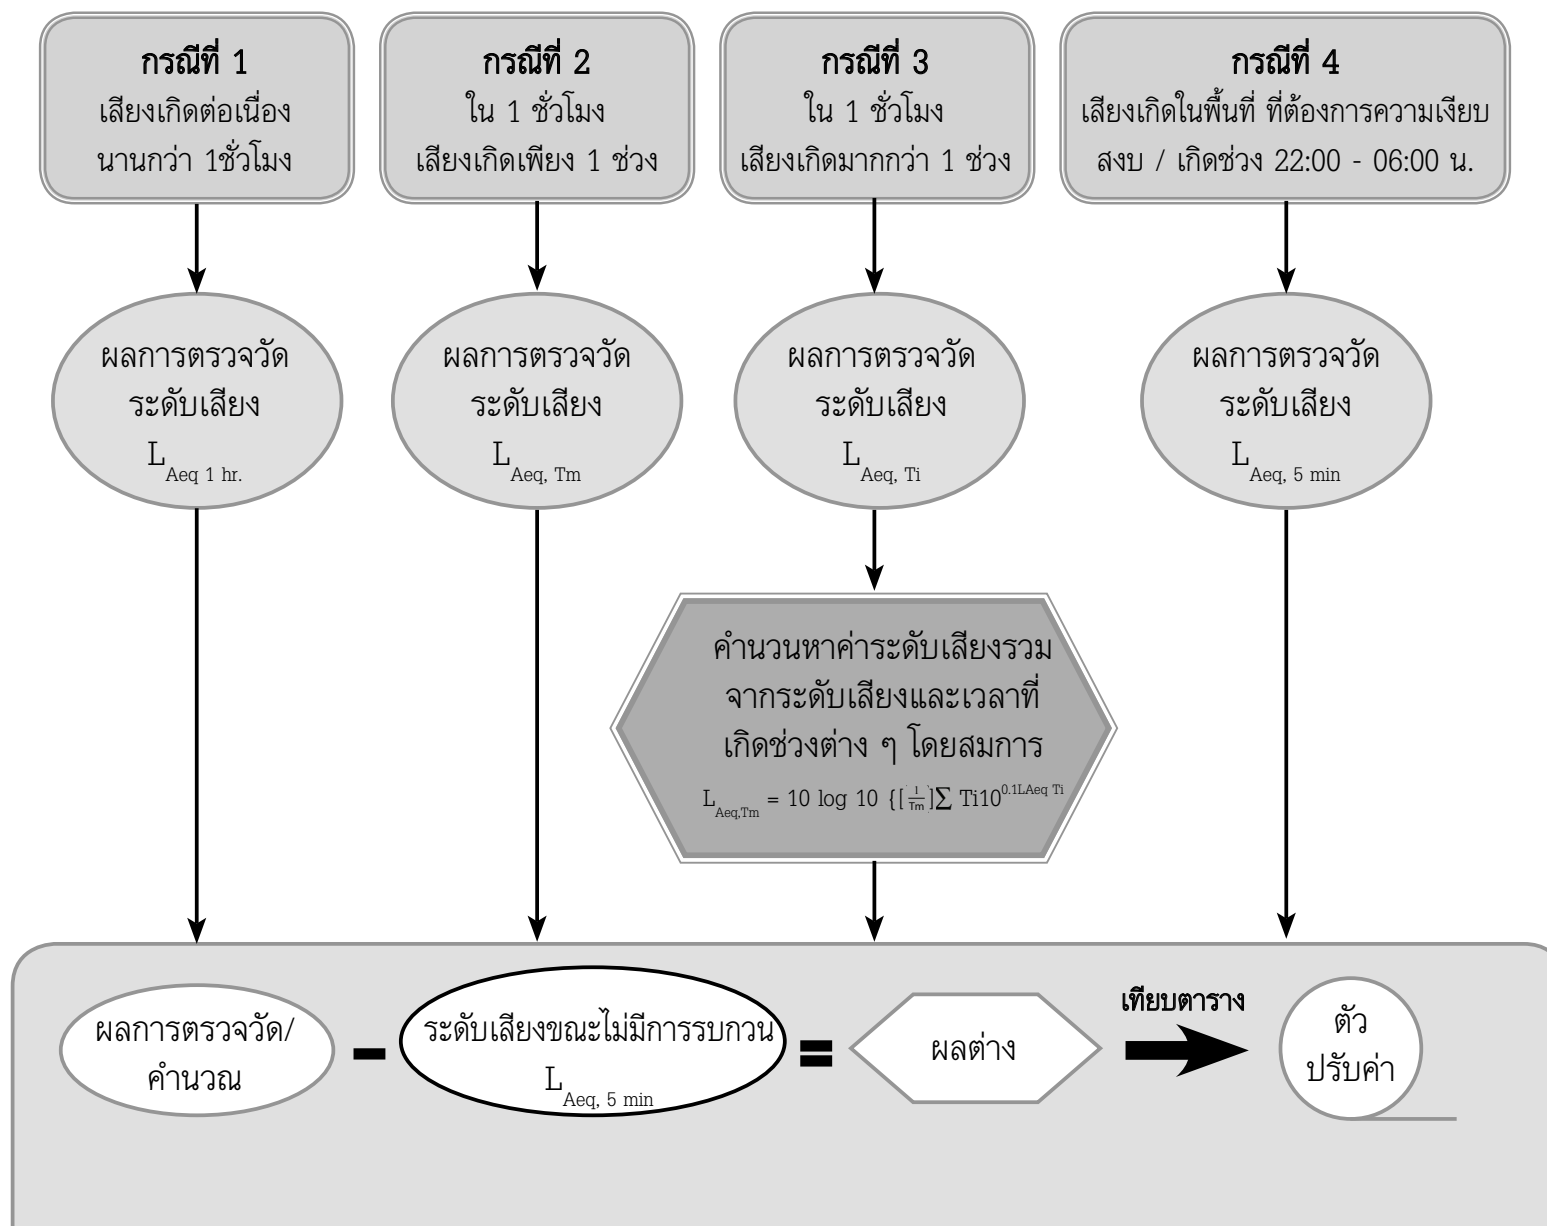 กรณีที่ 1
เสียงเกิดต่อเนื่อง
นานกว่า 1ชั่วโมง
กรณีที่ 2
ใน 1 ชั่วโมง
เสียงเกิดเพียง 1 ช่วง
กรณีที่ 3
ใน 1 ชั่วโมง
เสียงเกิดมากกว่า 1 ช่วง
กรณีที่ 4
เสียงเกิดในพื้นที่ ที่ต้องการความเงียบ
สงบ / เกิดช่วง 22:00 - 06:00 น.
ผลการตรวจวัด
ระดับเสียง
L Aeq 1 hr.
ผลการตรวจวัด
ระดับเสียง
L Aeq, Tm
ผลการตรวจวัด
ระดับเสียง
L Aeq, Ti
ผลการตรวจวัด
ระดับเสียง
L Aeq, 5 min
คำนวนหาค่าระดับเสียงรวม
จากระดับเสียงและเวลาที่
เกิดช่วงต่าง ๆ โดยสมการ
L Aeq,Tm = 10 log 10 {[1/Tm]∑ Ti10^0.1LAeq Ti
ผลการตรวจวัด/
คำนวณ
-
ระดับเสียงขณะไม่มีการรบกวน
L Aeq, 5 min
=
ผลต่าง
เทียบตาราง
ตัว
ปรับค่า